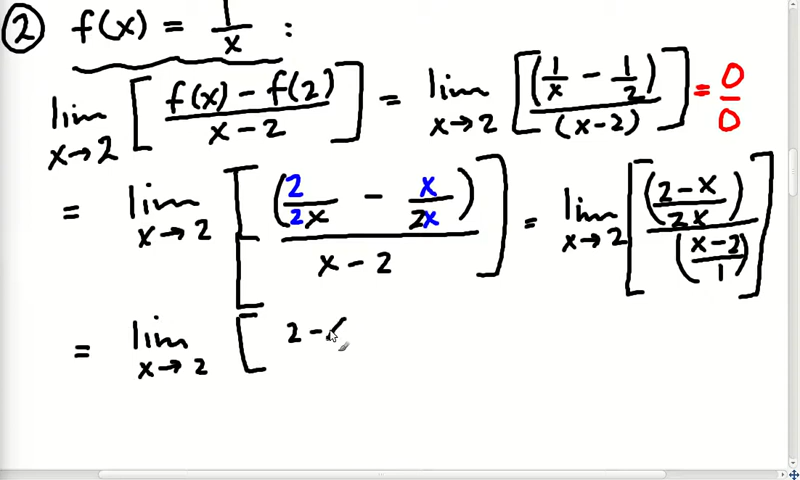 ② f(x) = 1/x :
lim x→2 [ (f(x) - f(2))/(x-2) ] = lim x→2 [ (1/x - 1/2)/(x-2) ] = 0/0
= lim x→2 [ (2/2x - x/2x)/(x-2) ] = lim x→2 [ ((2-x)/2x)/((x-2)/1) ]
= lim x→2 [ 2-